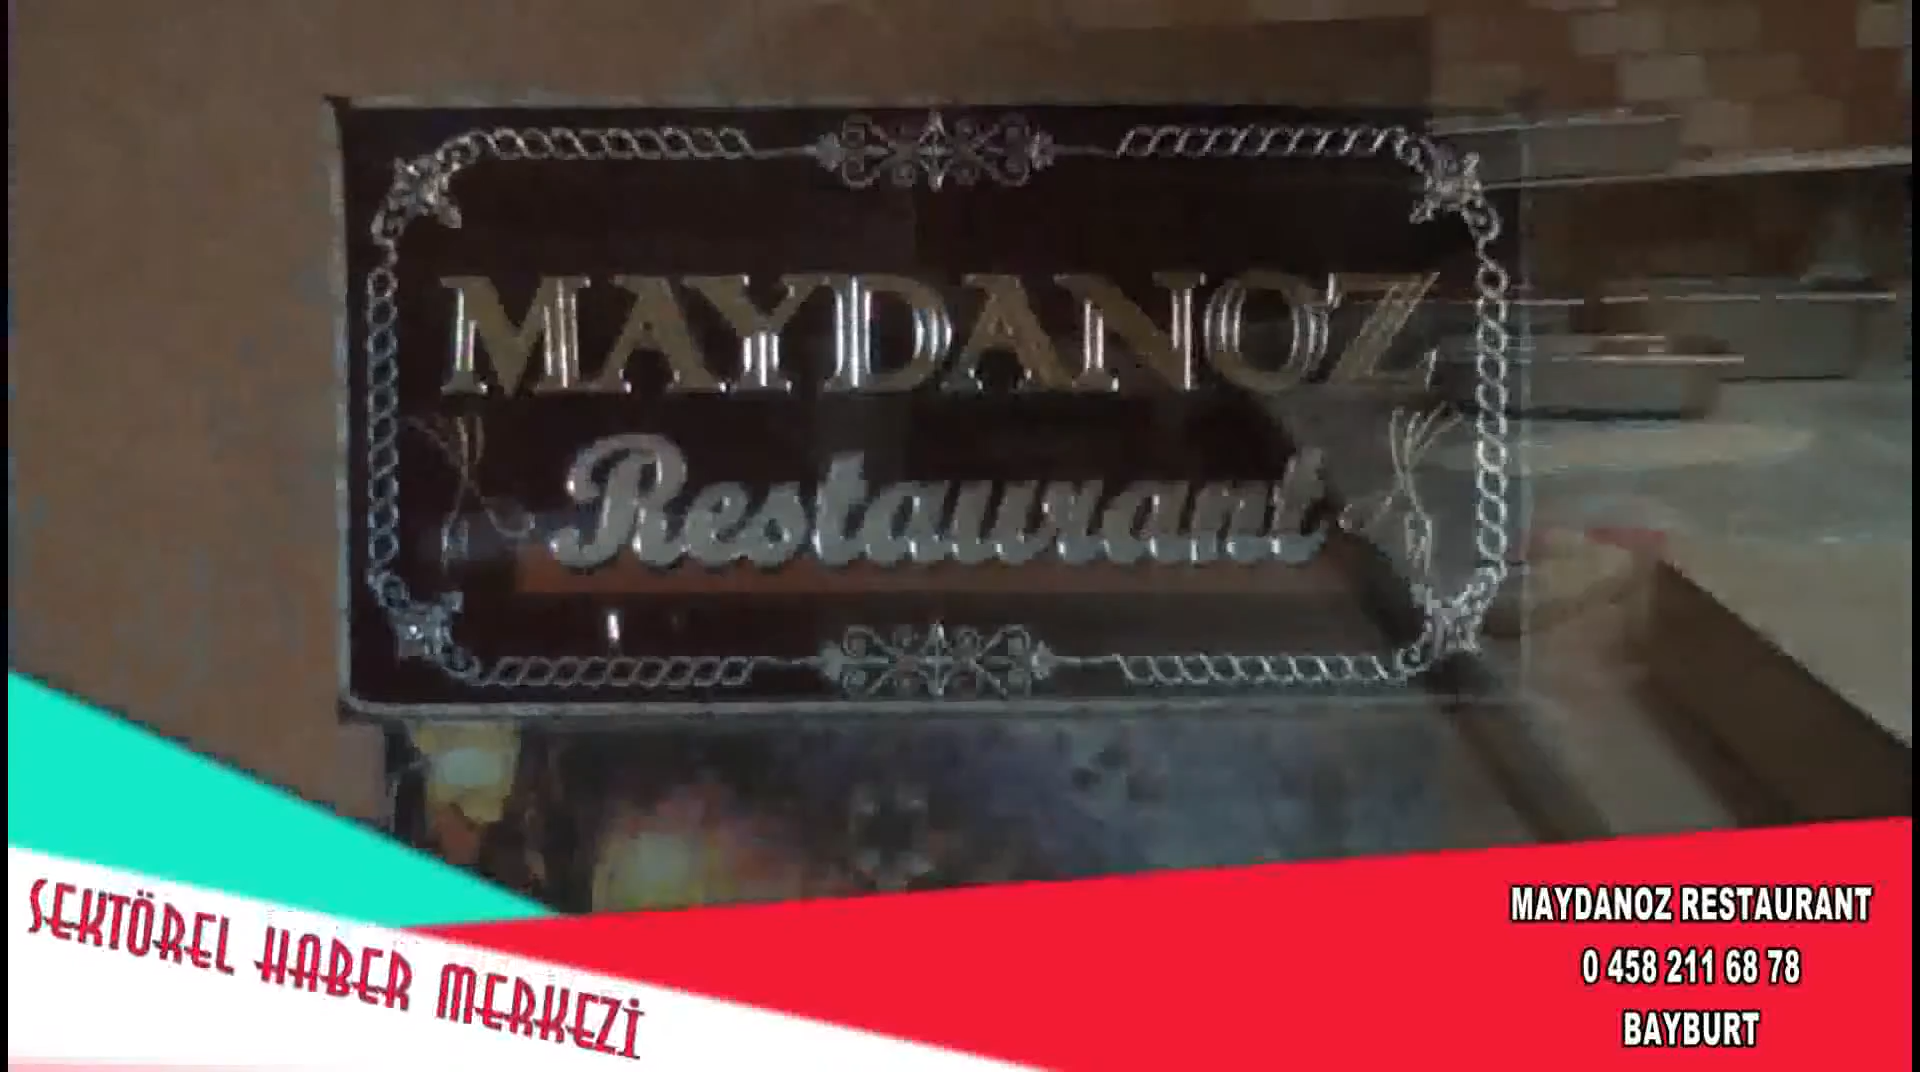 MAYDANOZ
Restaurant
SEKTÖREL HABER MERKEZİ
MAYDANOZ RESTAURANT
0 458 211 68 78
BAYBURT